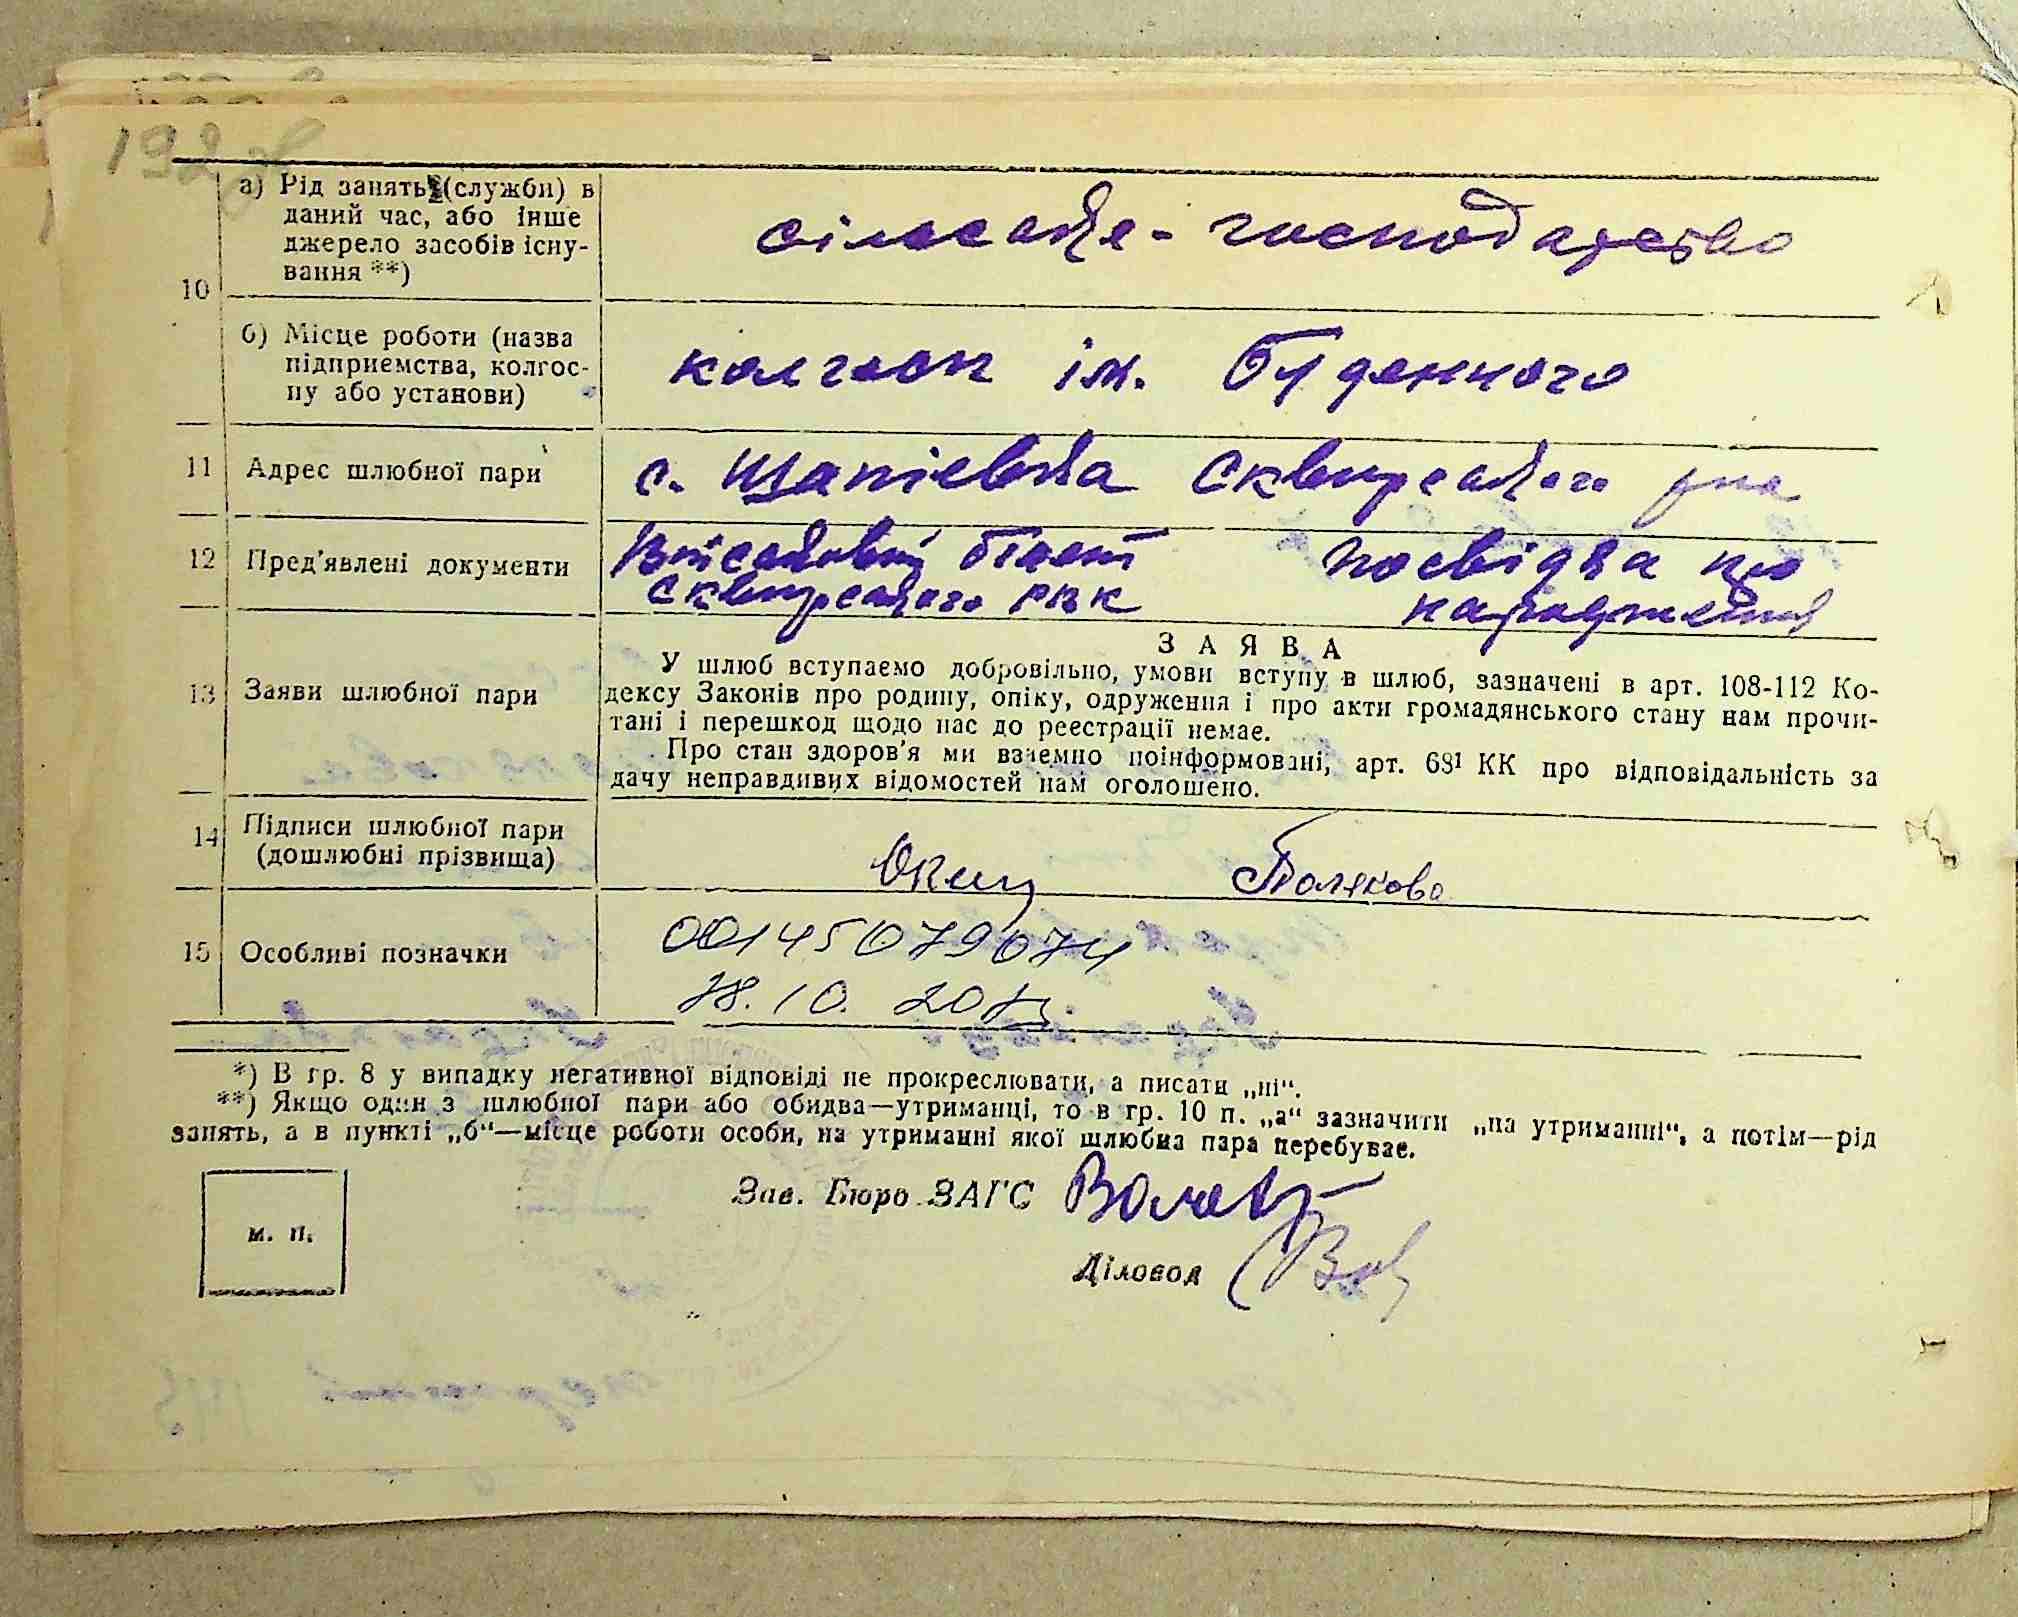 192 зв
10
а) Рід занять (служби) в
даний час, або інше
джерело засобів існу-
вання **)
сільське - господарство
б) Місце роботи (назва
підприємства, колгос-
пу або установи)
колгосп ім. Буденного
11 Адрес шлюбної пари
с. Шапіевка Сквирського р-на
12 Пред'явлені документи
Військовий білет посвідка про
Сквирського РВК народження
13 Заяви шлюбної пари
ЗАЯВА
У шлюб вступаємо добровільно, умови вступу в шлюб, зазначені в арт. 108-112 Ко-
дексу Законів про родину, опіку, одруження і про акти громадянського стану нам прочи-
тані і перешкод щодо нас до реєстрації немає.
Про стан здоров'я ми взаємно поінформовані, арт. 68¹ КК про відповідальність за
дачу неправдивих відомостей нам оголошено.
14 Підписи шлюбної пари
(дошлюбні прізвища)
Полякова
15 Особливі позначки
00145079074
*) В гр. 8 у випадку негативної відповіді не прокреслювати, а писати „ні“.
**) Якщо один з шлюбної пари або обидва—утриманці, то в гр. 10 п. „а“ зазначити „на утриманні“, а потім—рід
занять, а в пункті „б“—місце роботи особи, на утриманні якої шлюбна пара перебуває.
Зав. Бюро ЗАГС
м. п.
Діловод